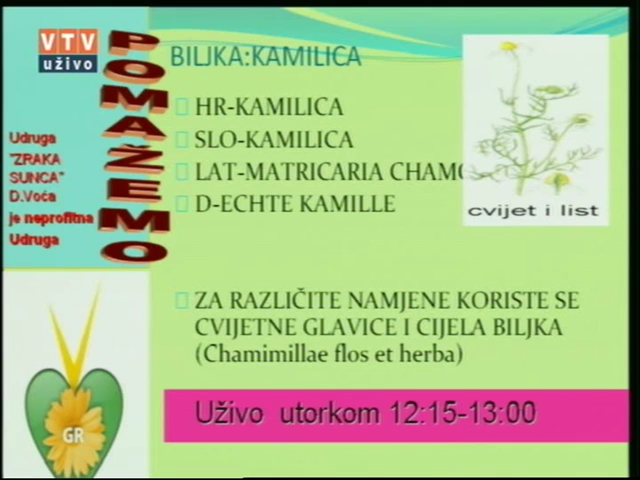 VTV
uživo
POMAŽEMO
Udruga
"ZRAKA
SUNCA"
D.Voća
je neprofitna
Udruga
BILJKA:KAMILICA
HR-KAMILICA
SLO-KAMILICA
LAT-MATRICARIA
D-ECHTE KAMILLE
cvijet i list
ZA RAZLIČITE NAMJENE KORISTE SE
CVIJETNE GLAVICE I CIJELA BILJKA
(Chamimillae flos et herba)
Uživo utorkom 12:15-13:00
GR